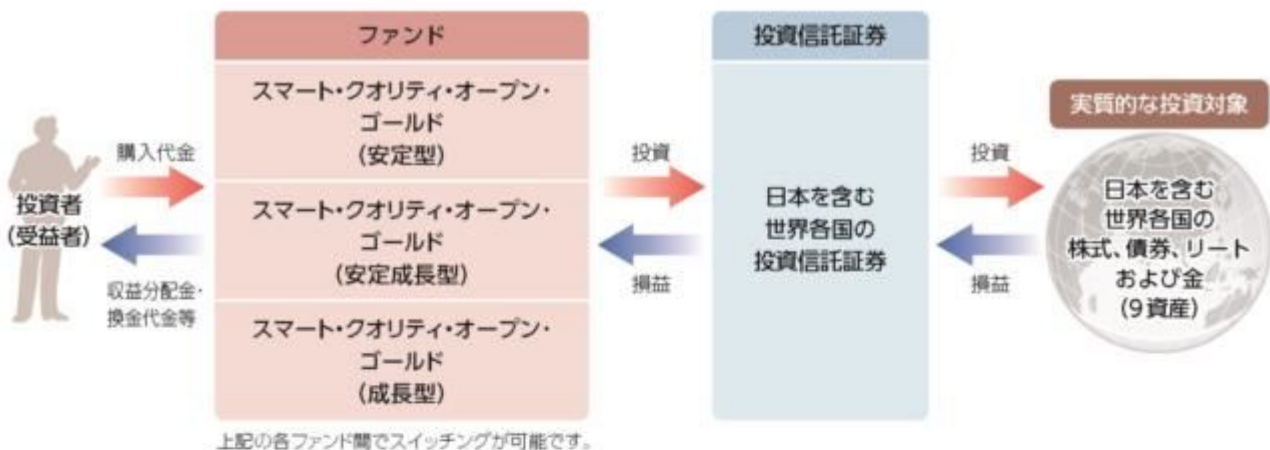 ファンド
投資信託証券
スマート・クオリティ・オープン・
ゴールド
(安定型)
実質的な投資対象
購入代金
投資
投資
投資者
(受益者)
スマート・クオリティ・オープン・
ゴールド
(安定成長型)
日本を含む
世界各国の
投資信託証券
日本を含む
世界各国の
株式、債券、リート
および金
(9資産)
収益分配金・
換金代金等
損益
損益
スマート・クオリティ・オープン・
ゴールド
(成長型)
上記の各ファンド間でスイッチングが可能です。